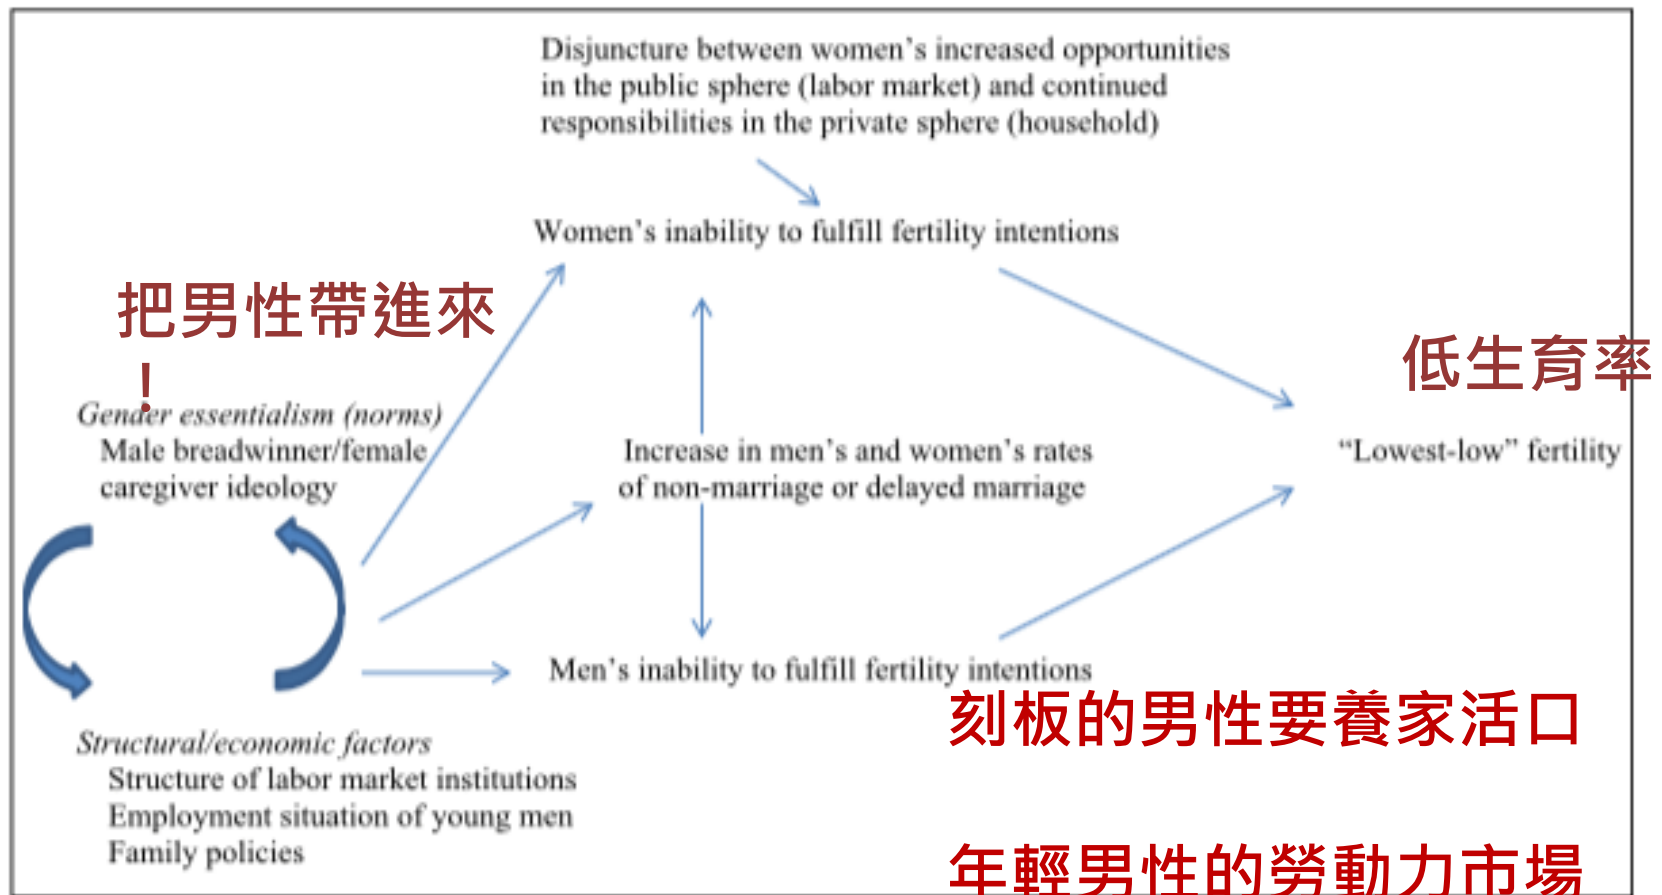 Disjuncture between women’s increased opportunities
in the public sphere (labor market) and continued
responsibilities in the private sphere (household)
Women’s inability to fulfill fertility intentions
把男性帶進來
！
低生育率
Gender essentialism (norms)
Male breadwinner/female
caregiver ideology
Increase in men’s and women’s rates
of non-marriage or delayed marriage
“Lowest-low” fertility
Men’s inability to fulfill fertility intentions
刻板的男性要養家活口
Structural/economic factors
Structure of labor market institutions
Employment situation of young men
Family policies
年輕男性的勞動力市場